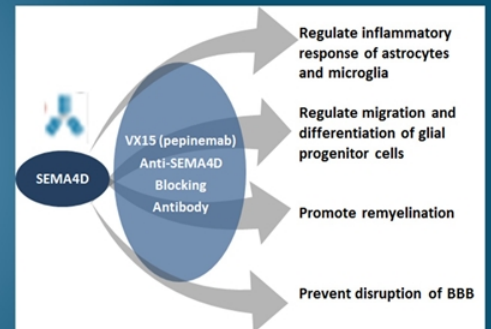 Regulate inflammatory
response of astrocytes
and microglia
Regulate migration and
differentiation of glial
progenitor cells
VX15 (pepinemab)
Anti-SEMA4D
Blocking
Antibody
SEMA4D
Promote remyelination
Prevent disruption of BBB